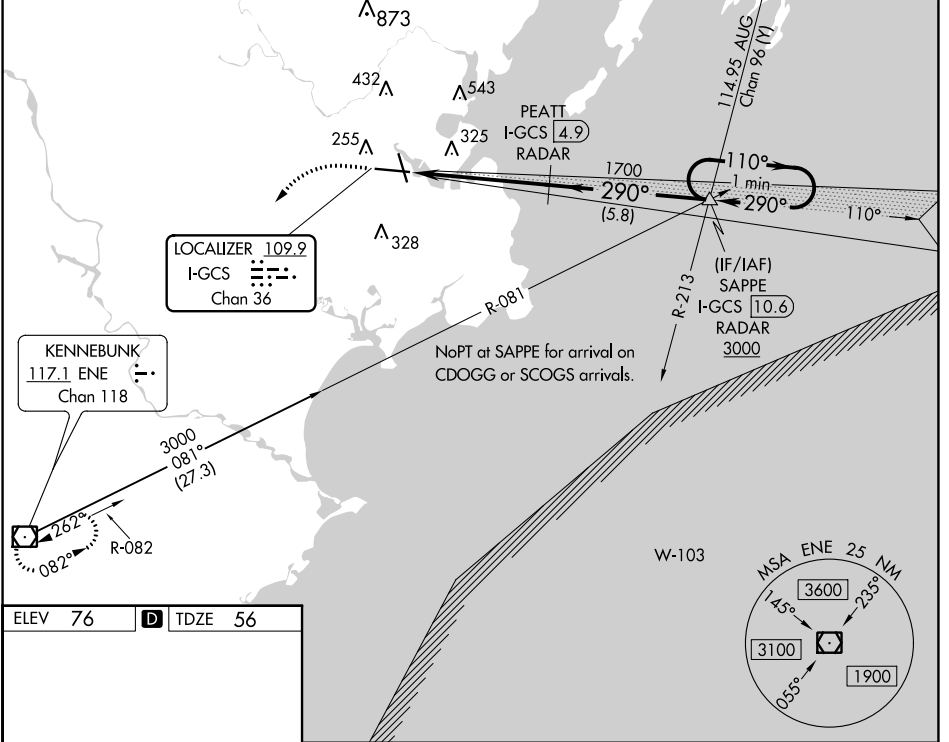 873
432
543
255
325
328
PEATT
I-GCS 4.9
RADAR
114.95 AUG
Chan 96 (Y)
1700
290°
(5.8)
110°
1 min
290°
110°
LOCALIZER 109.9
I-GCS
Chan 36
(IF/IAF)
SAPPE
I-GCS 10.6
RADAR
3000
R-213
R-081
NoPT at SAPPE for arrival on
CDOGG or SCOGS arrivals.
KENNEBUNK
117.1 ENE
Chan 118
3000
081°
(27.3)
262°
082°
R-082
W-103
MSA ENE 25 NM
3600
145°
235°
3100
055°
1900
ELEV 76 D TDZE 56